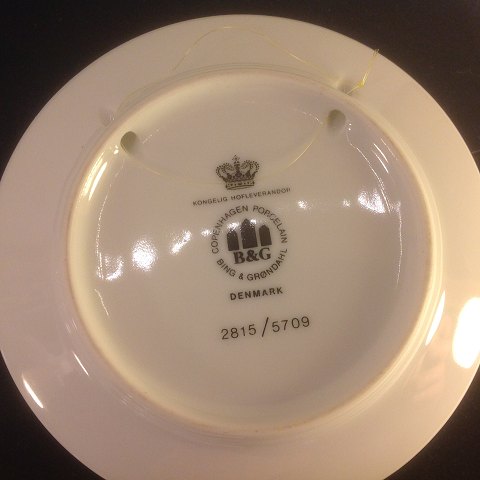 KONGELIG HOFLEVERANDØR
COPENHAGEN PORCELAIN
B&G
BING & GRØNDAHL
DENMARK
2815/5709